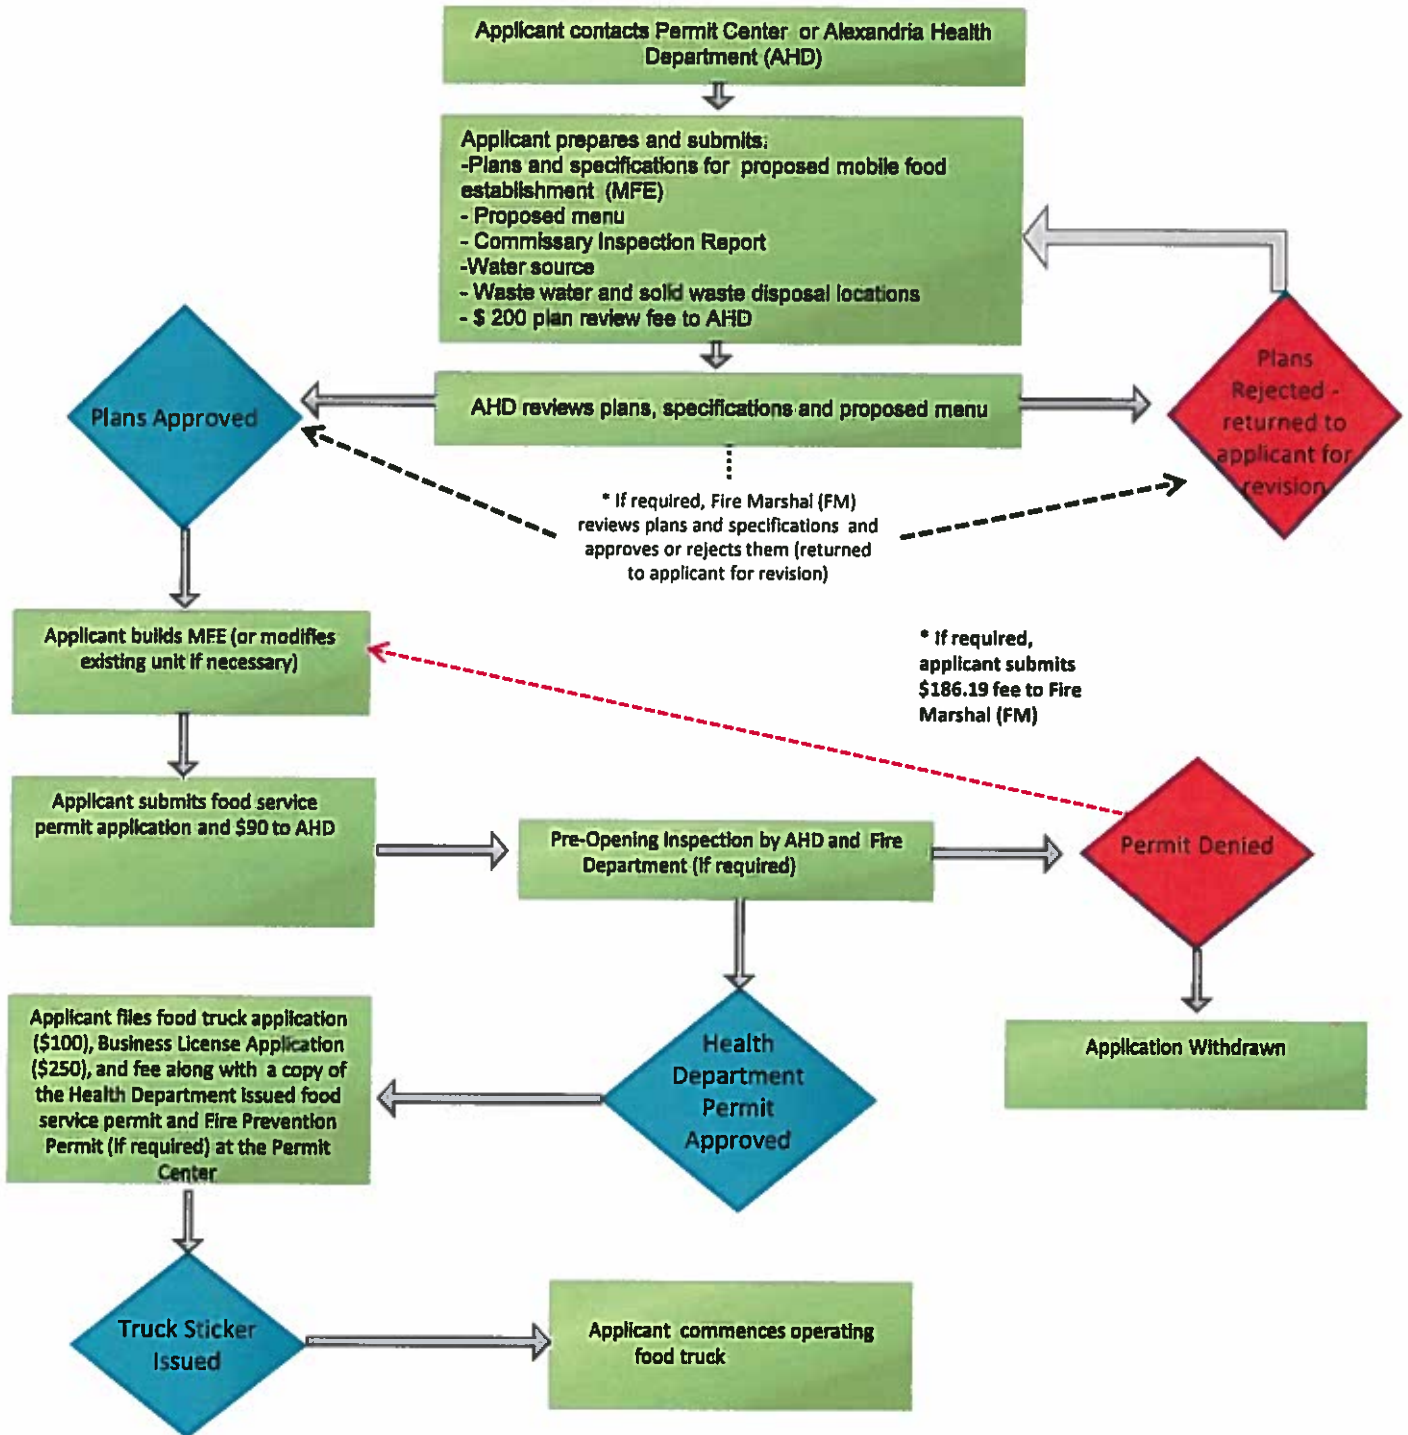 Applicant contacts Permit Center or Alexandria Health
Department (AHD)
Applicant prepares and submits:
-Plans and specifications for proposed mobile food
establishment (MFE)
- Proposed menu
- Commissary Inspection Report
-Water source
- Waste water and solid waste disposal locations
- $ 200 plan review fee to AHD
Plans
Rejected -
returned to
applicant for
revision
Plans Approved
AHD reviews plans, specifications and proposed menu
* If required, Fire Marshal (FM)
reviews plans and specifications and
approves or rejects them (returned
to applicant for revision)
Applicant builds MFE (or modifies
existing unit if necessary)
* If required,
applicant submits
$186.19 fee to Fire
Marshal (FM)
Applicant submits food service
permit application and $90 to AHD
Pre-Opening Inspection by AHD and Fire
Department (if required)
Permit Denied
Applicant files food truck application
($100), Business License Application
($250), and fee along with a copy of
the Health Department issued food
service permit and Fire Prevention
Permit (if required) at the Permit
Center
Health
Department
Permit
Approved
Application Withdrawn
Truck Sticker
Issued
Applicant commences operating
food truck